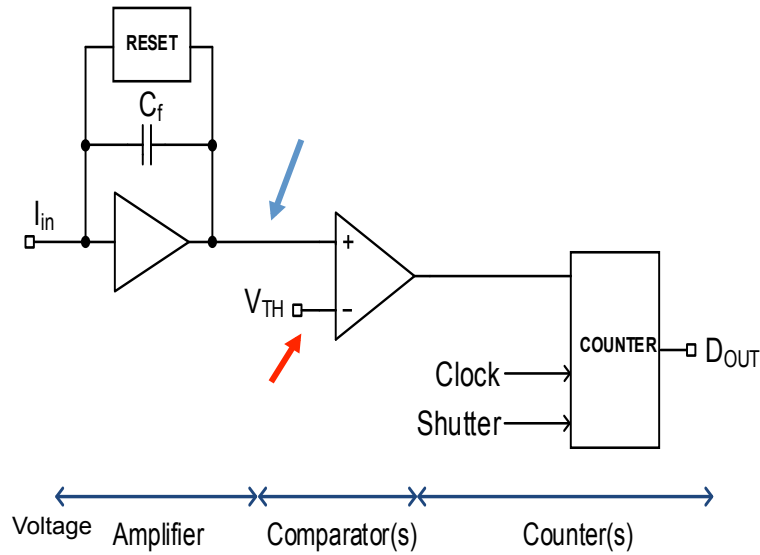 RESET
Cf
Iin
+
VTH
-
COUNTER
DOUT
Clock
Shutter
Voltage Amplifier Comparator(s) Counter(s)